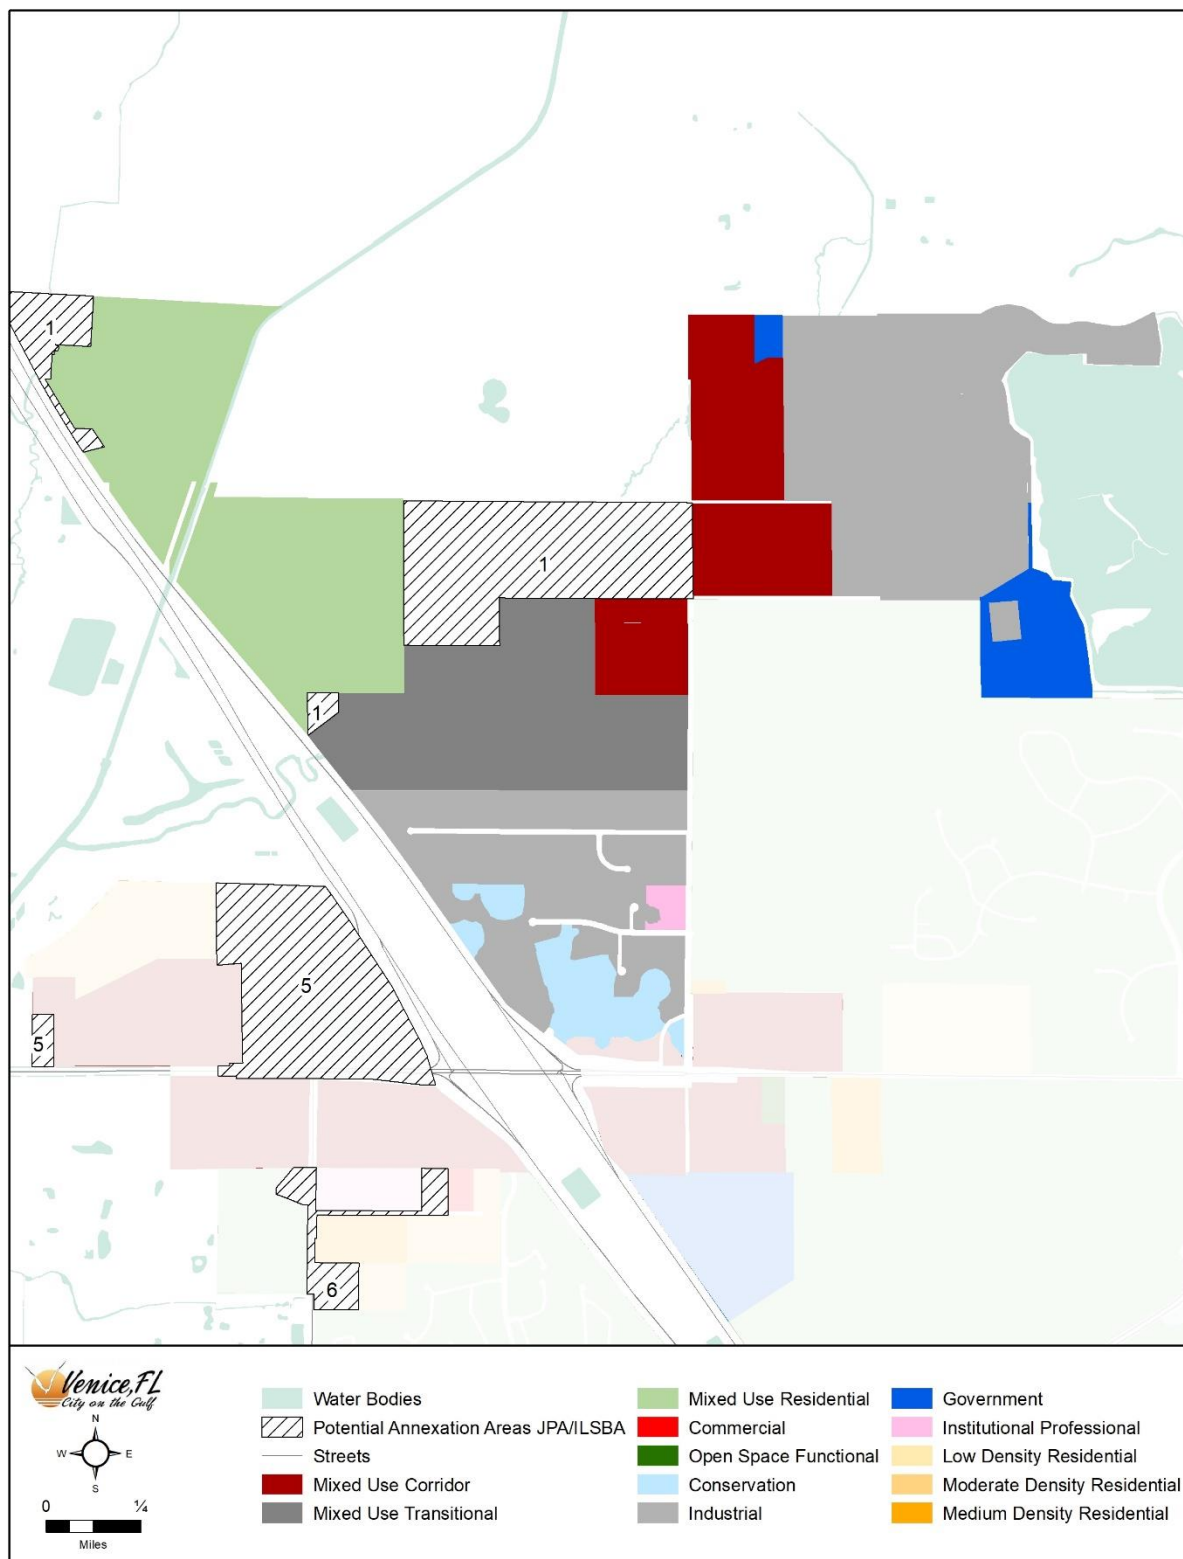 1
1
1
5
5
6
Venice, FL
City on the Gulf
N
W E
S
0 ¼
Miles
Water Bodies
Potential Annexation Areas JPA/ILSBA
Streets
Mixed Use Corridor
Mixed Use Transitional
Mixed Use Residential
Commercial
Open Space Functional
Conservation
Industrial
Government
Institutional Professional
Low Density Residential
Moderate Density Residential
Medium Density Residential